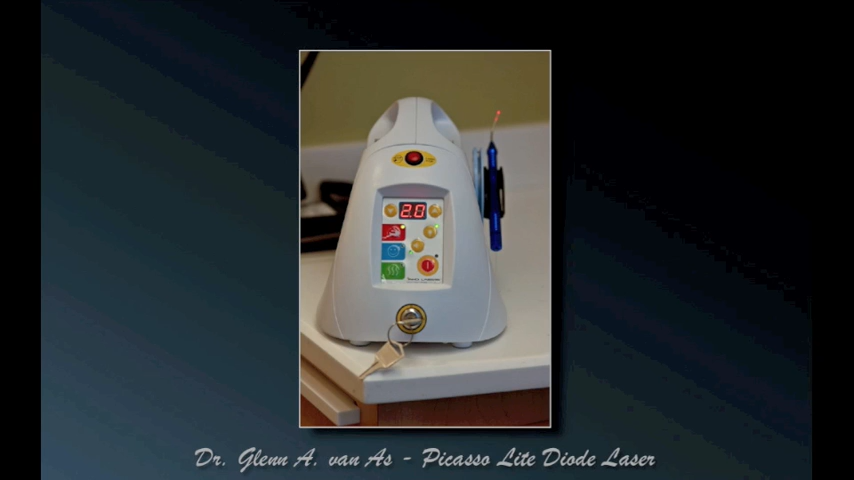 2.0
Dr. Glenn A. van As - Picasso Lite Diode Laser